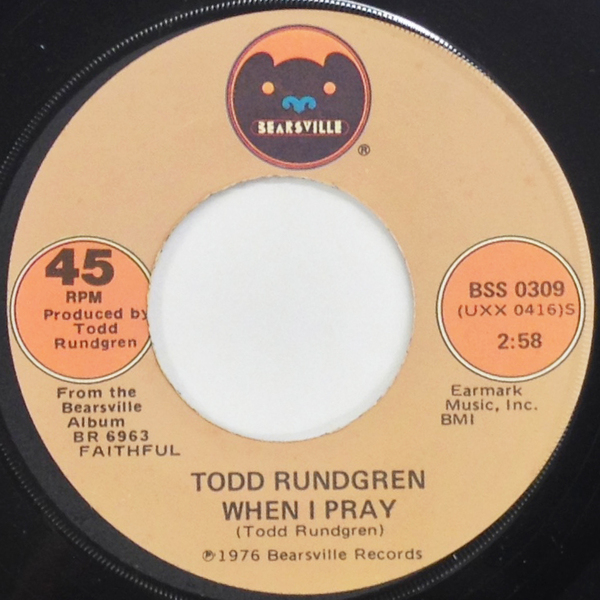 BEARSVILLE
®
45
RPM
Produced by
Todd
Rundgren
BSS 0309
(UXX 0416)S
2:58
From the
Bearsville
Album
BR 6963
FAITHFUL
Earmark
Music, Inc.
BMI
TODD RUNDGREN
WHEN I PRAY
(Todd Rundgren)
℗1976 Bearsville Records